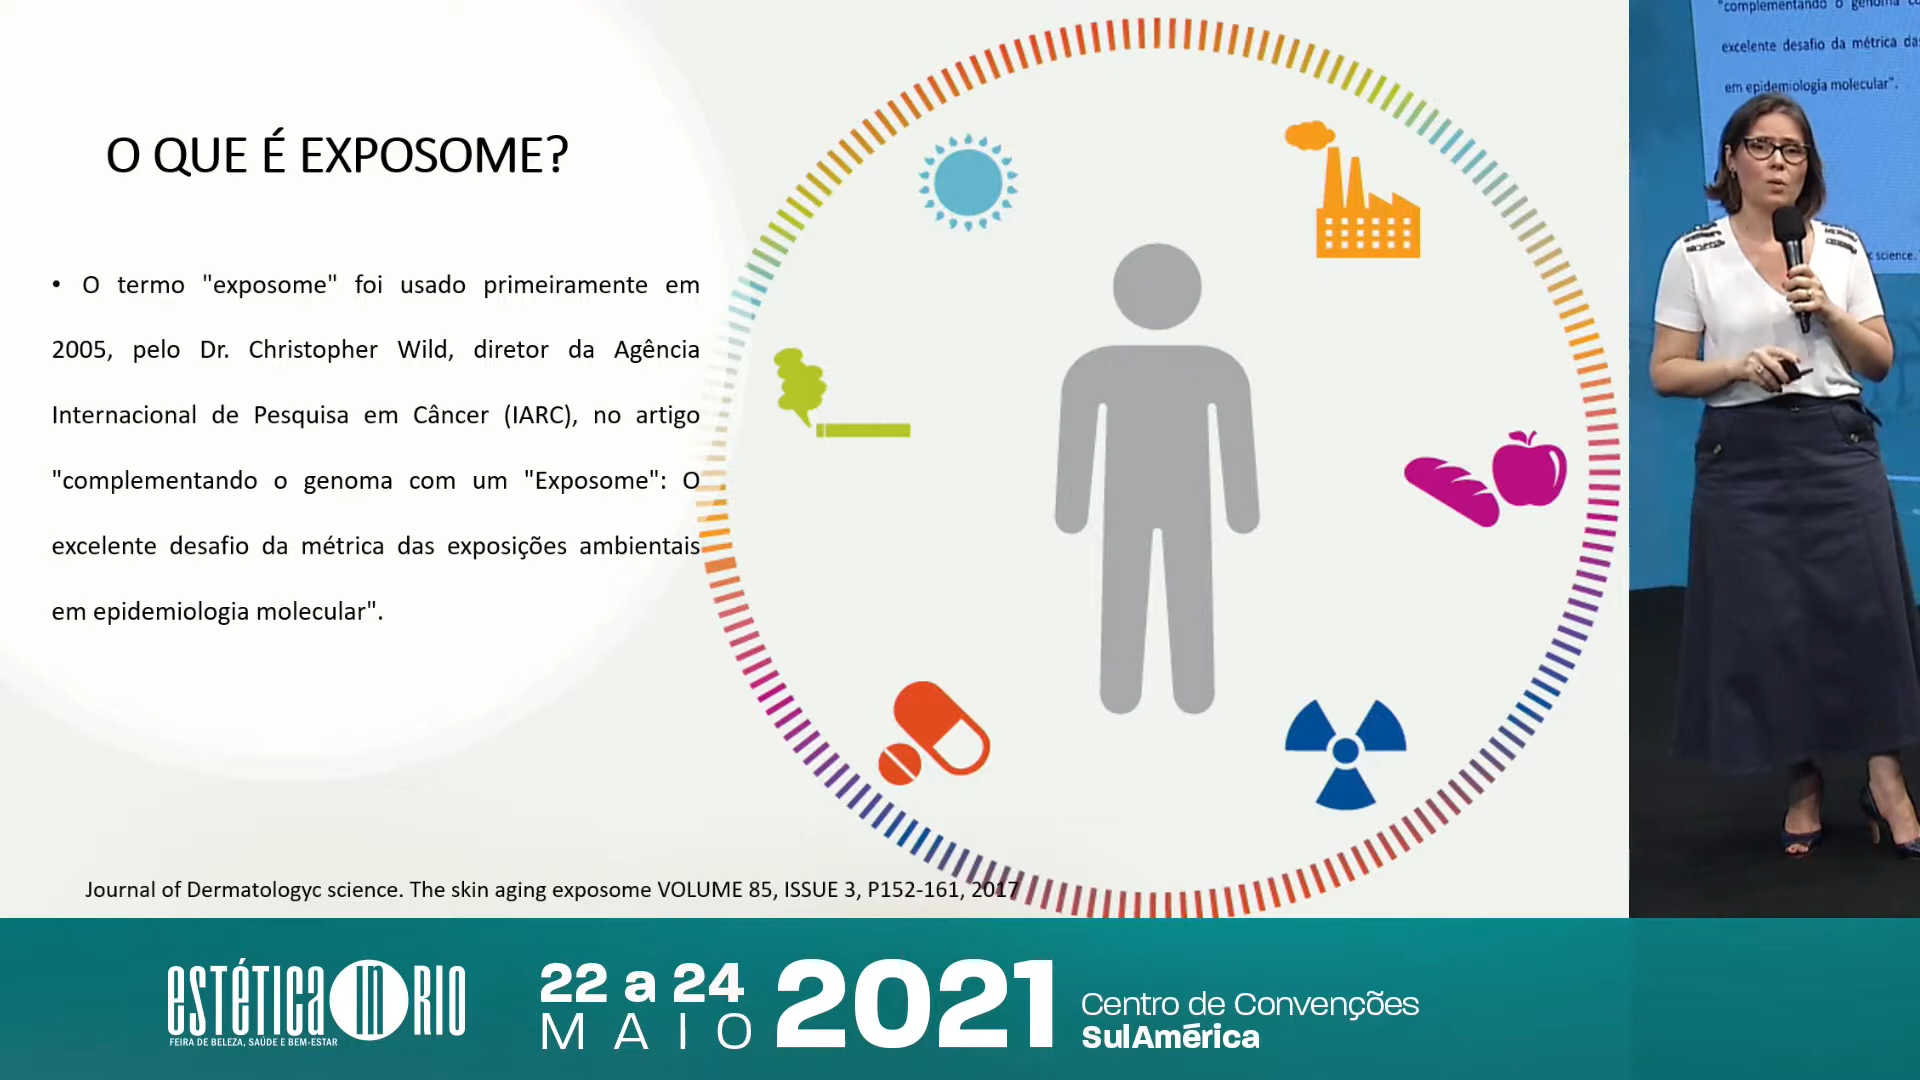 O QUE É EXPOSOME?
• O termo "exposome" foi usado primeiramente em
2005, pelo Dr. Christopher Wild, diretor da Agência
Internacional de Pesquisa em Câncer (IARC), no artigo
"complementando o genoma com um "Exposome": O
excelente desafio da métrica das exposições ambientais
em epidemiologia molecular".
Journal of Dermatologyc science. The skin aging exposome VOLUME 85, ISSUE 3, P152-161, 2017
"complementando o genoma
excelente desafio da métrica
em epidemiologia molecular".
science.
estética in RIO
FEIRA DE BELEZA, SAÚDE E BEM-ESTAR
22 a 24
MAIO
2021
Centro de Convenções
SulAmérica